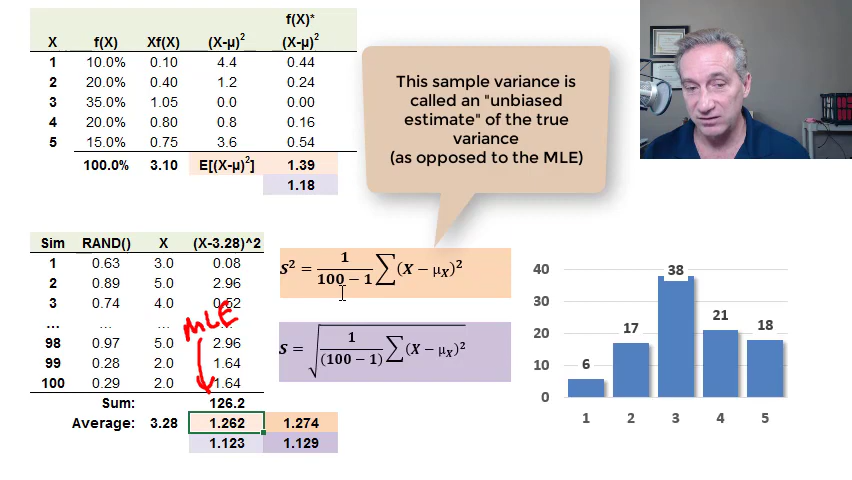 f(X)*
X f(X) Xf(X) (X-µ)² (X-µ)²
1 10.0% 0.10 4.4 0.44
2 20.0% 0.40 1.2 0.24
3 35.0% 1.05 0.0 0.00
4 20.0% 0.80 0.8 0.16
5 15.0% 0.75 3.6 0.54
100.0% 3.10 E[(X-µ)²] 1.39
1.18
This sample variance is
called an "unbiased
estimate" of the true
variance
(as opposed to the MLE)
Sim RAND() X (X-3.28)^2
1 0.63 3.0 0.08
2 0.89 5.0 2.96
3 0.74 4.0 0.52
... ... ...
98 0.97 5.0 2.96
99 0.28 2.0 1.64
100 0.29 2.0 1.64
Sum: 126.2
Average: 3.28 1.262 1.274
1.123 1.129
MLE
S² = 1/(100 − 1) ∑(X − µ_X)²
S = √(1/(100 − 1) ∑(X − µ_X)²)
40
30
20
10
0
6 17 38 21 18
1 2 3 4 5